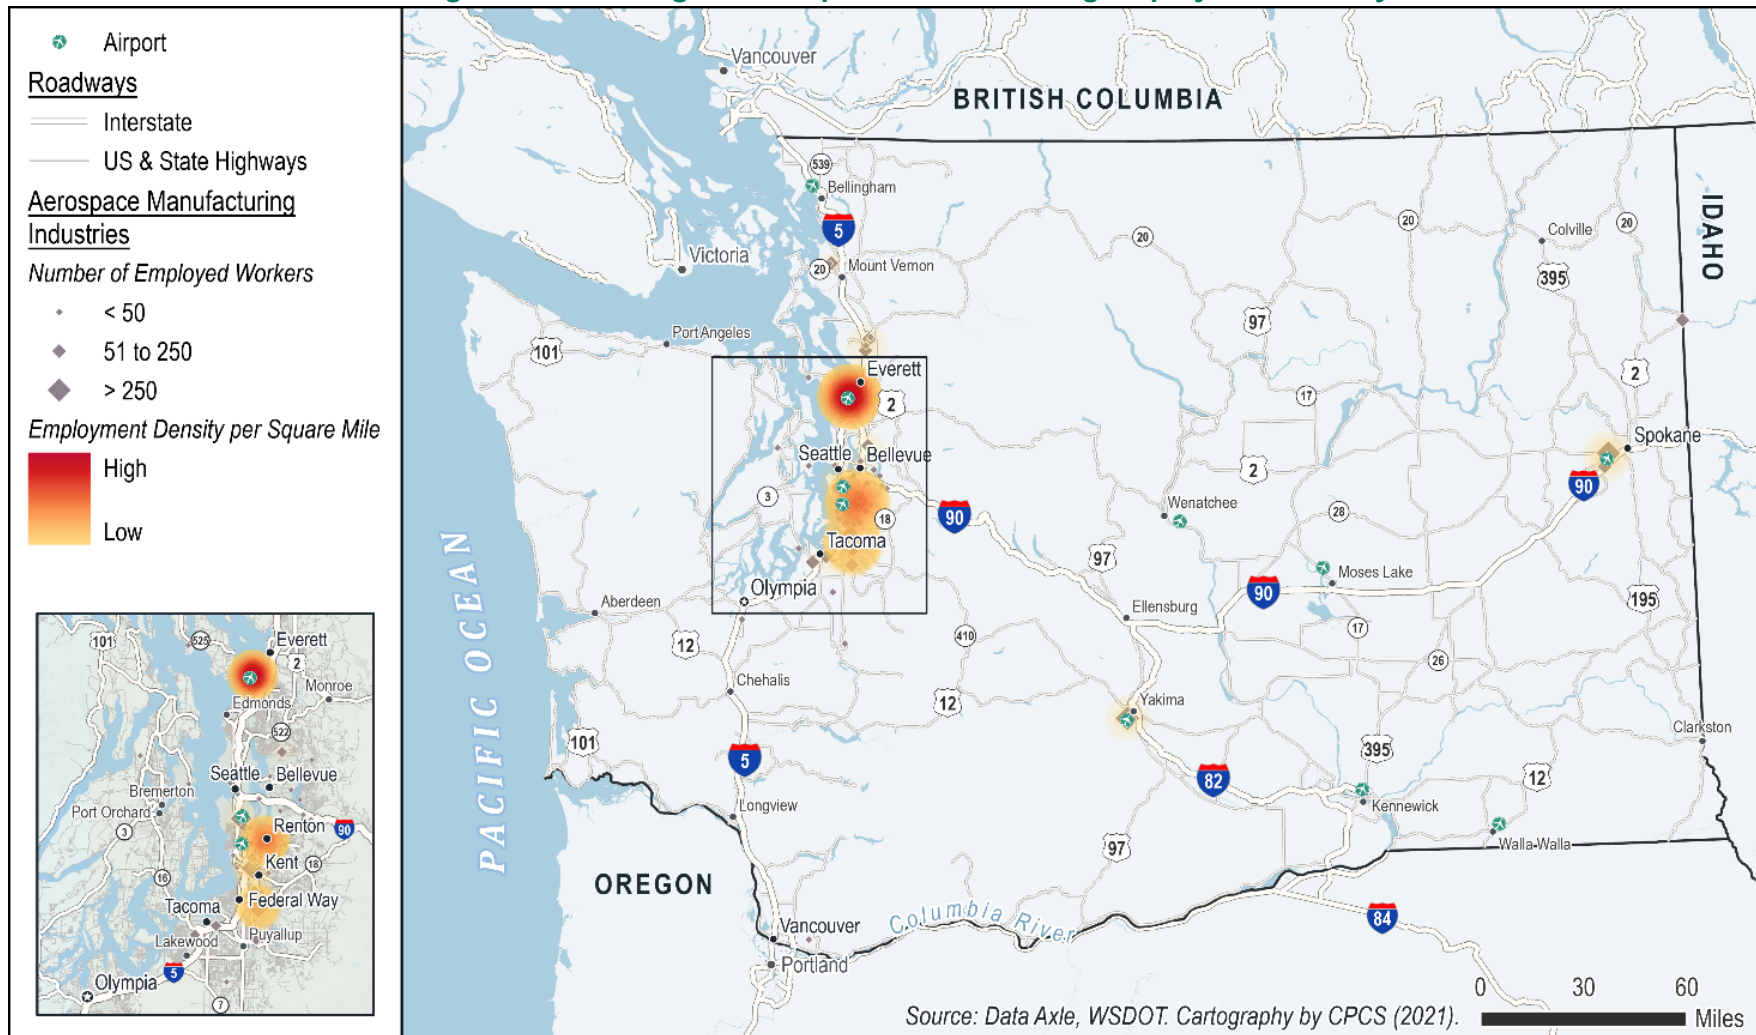 Airport
Roadways
Interstate
US & State Highways
Aerospace Manufacturing
Industries
Number of Employed Workers
< 50
51 to 250
> 250
Employment Density per Square Mile
High
Low
101
525
Everett
2
Monroe
Edmonds
522
Seattle
Bellevue
Bremerton
Port Orchard
3
Renton
90
Kent
18
16
Federal Way
Tacoma
Lakewood
Puyallup
5
Olympia
7
Vancouver
BRITISH COLUMBIA
539
Bellingham
5
IDAHO
20
20
20
Colville
Victoria
20
Mount Vernon
395
97
Port Angeles
101
Everett
2
2
17
Seattle
Bellevue
Spokane
2
90
3
18
90
Wenatchee
28
Tacoma
97
Moses Lake
Olympia
90
195
Aberdeen
Ellensburg
17
12
410
26
PACIFIC OCEAN
Chehalis
12
Yakima
Clarkston
101
5
395
82
12
Longview
Kennewick
Walla-Walla
97
OREGON
Columbia River
84
Vancouver
Portland
0 30 60
Miles
Source: Data Axle, WSDOT. Cartography by CPCS (2021).